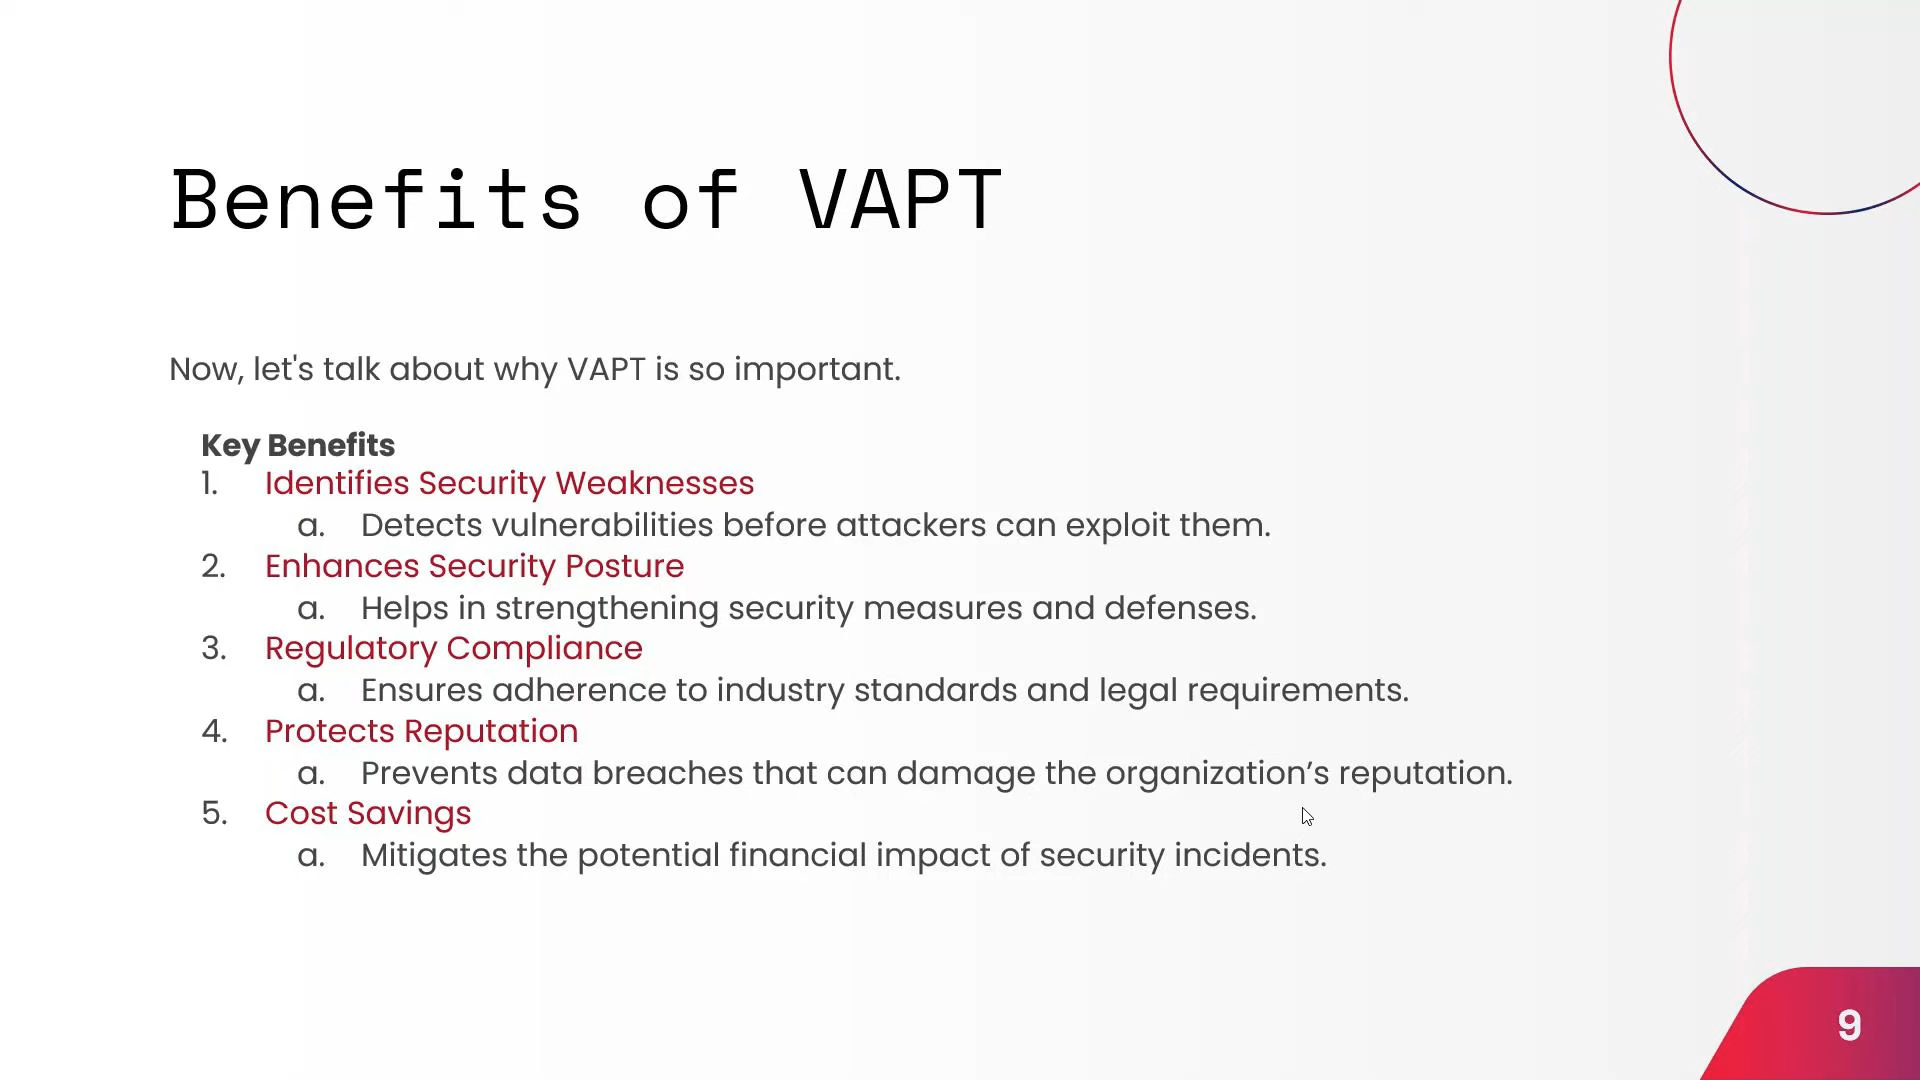 Benefits of VAPT
Now, let's talk about why VAPT is so important.
Key Benefits
1. Identifies Security Weaknesses
a. Detects vulnerabilities before attackers can exploit them.
2. Enhances Security Posture
a. Helps in strengthening security measures and defenses.
3. Regulatory Compliance
a. Ensures adherence to industry standards and legal requirements.
4. Protects Reputation
a. Prevents data breaches that can damage the organization’s reputation.
5. Cost Savings
a. Mitigates the potential financial impact of security incidents.
9